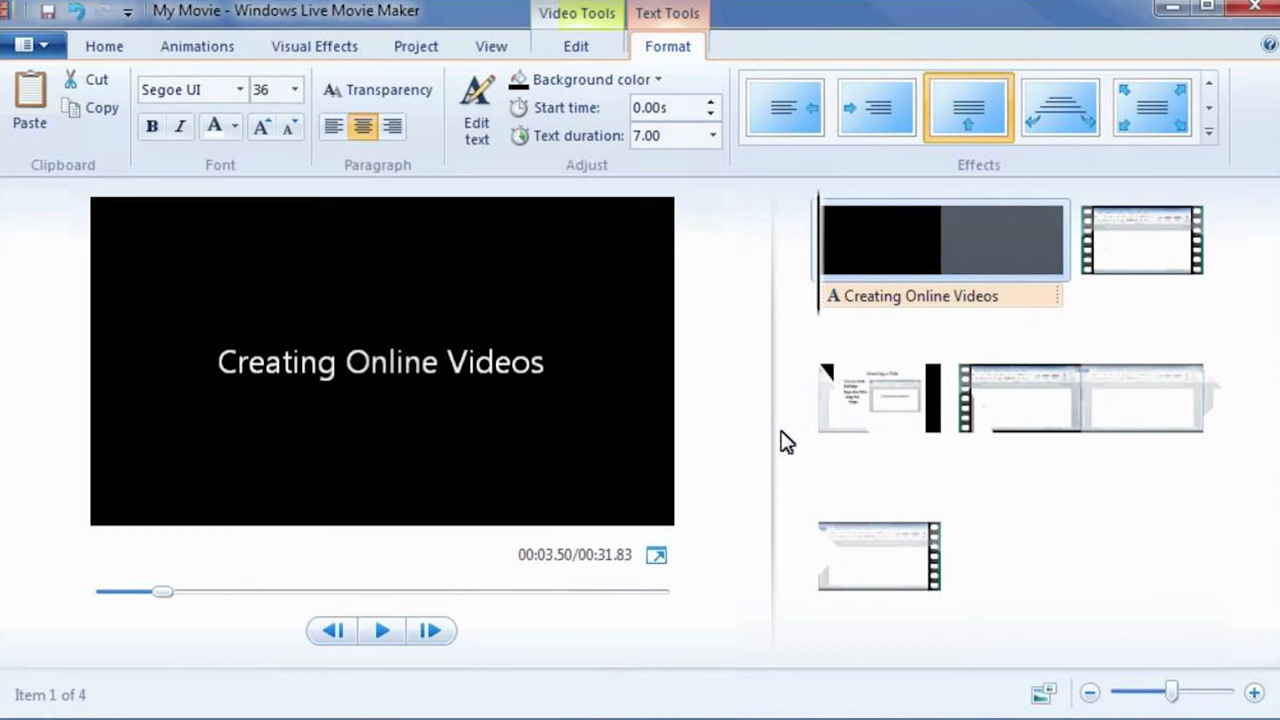 My Movie - Windows Live Movie Maker
Video Tools
Text Tools
Home
Animations
Visual Effects
Project
View
Edit
Format
Paste
Cut
Copy
Clipboard
Segoe UI
36
B I A A A
Font
Transparency
Paragraph
Edit
text
Background color
Start time: 0.00s
Text duration: 7.00
Adjust
Effects
Creating Online Videos
A Creating Online Videos
00:03.50/00:31.83
Item 1 of 4